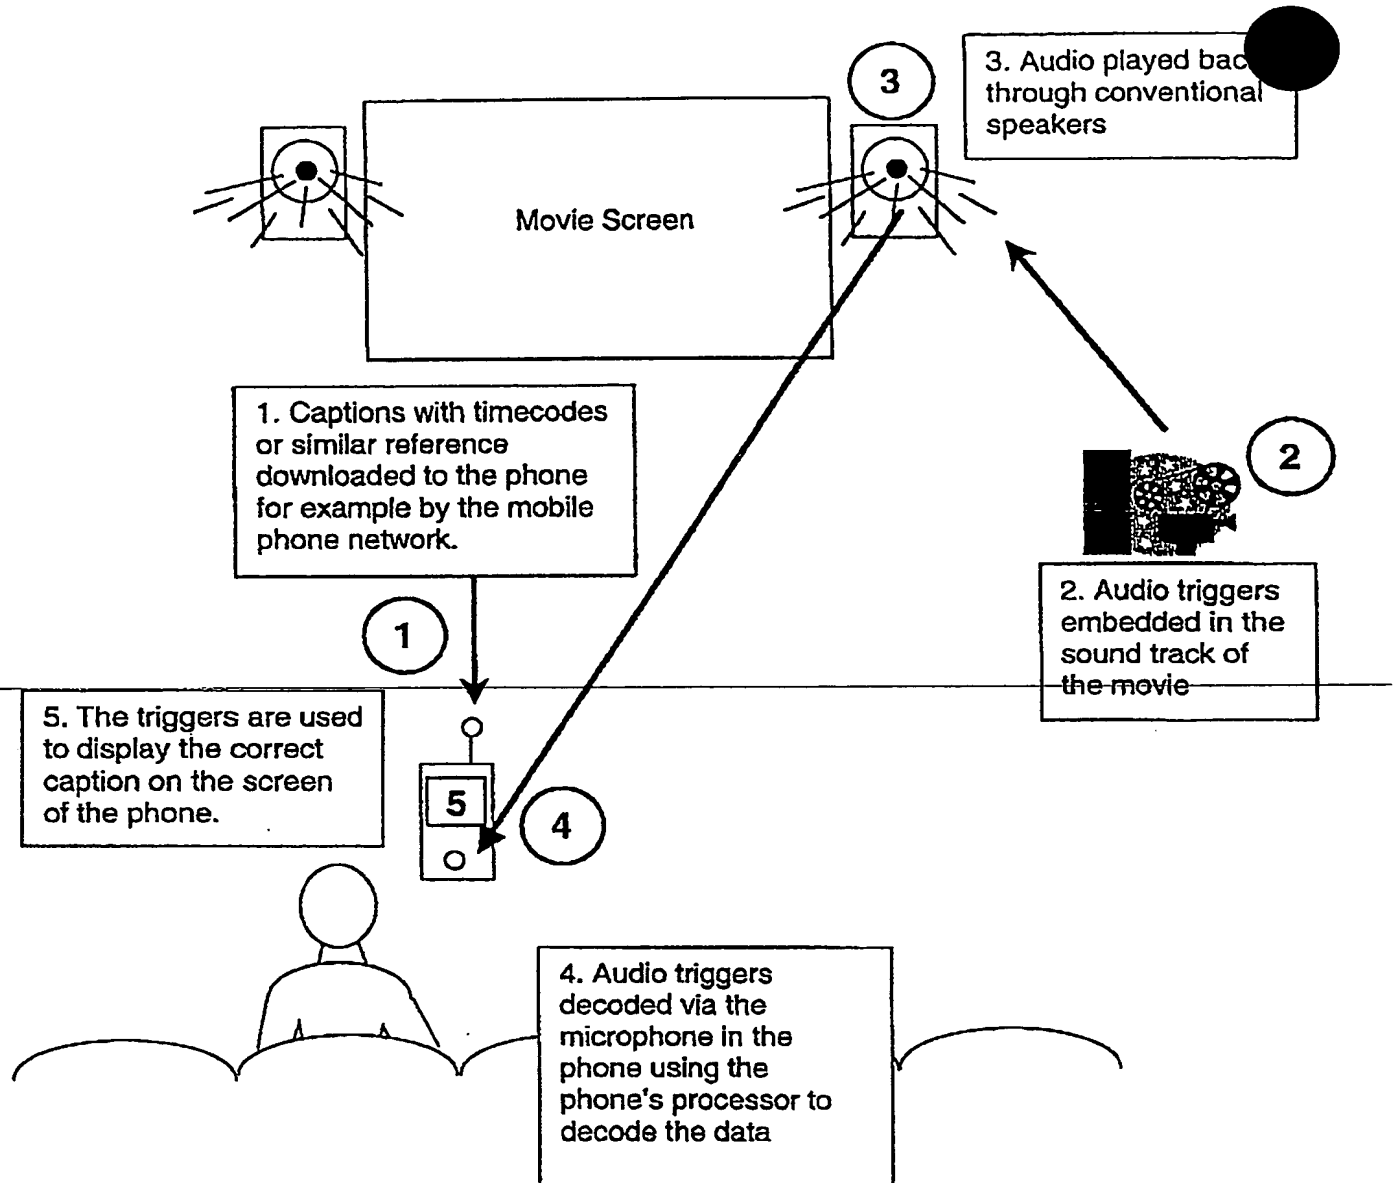 3
3. Audio played bac
through conventional
speakers
Movie Screen
1. Captions with timecodes
or similar reference
downloaded to the phone
for example by the mobile
phone network.
2
2. Audio triggers
embedded in the
sound track of
the movie
1
5. The triggers are used
to display the correct
caption on the screen
of the phone.
5
4
4. Audio triggers
decoded via the
microphone in the
phone using the
phone's processor to
decode the data